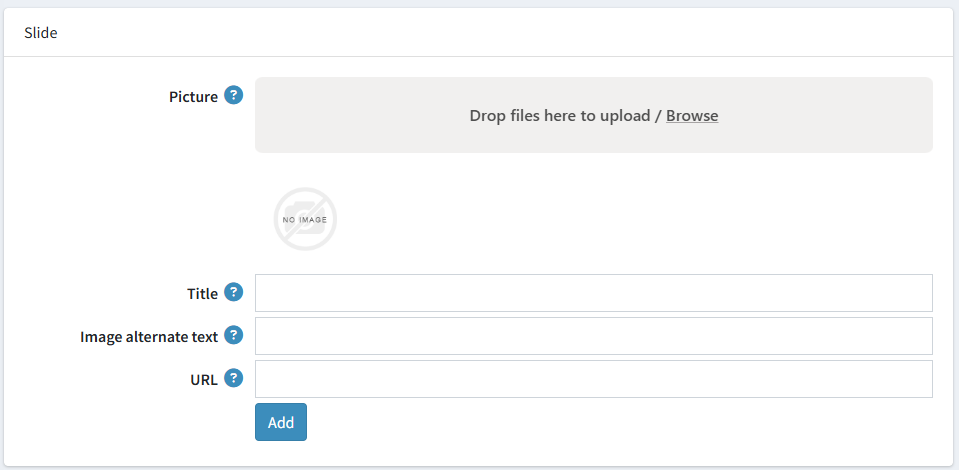 Slide
Picture ?
Drop files here to upload / Browse
NO IMAGE
Title ?
Image alternate text ?
URL ?
Add